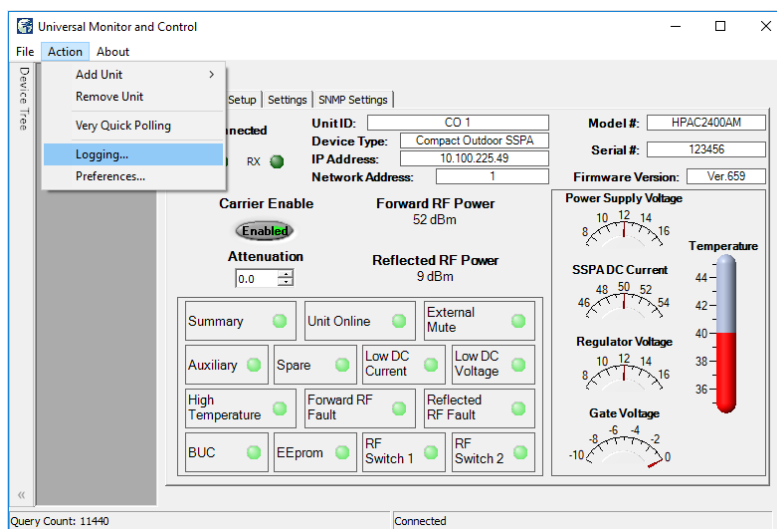 Universal Monitor and Control
File Action About
Device Tree
Add Unit >
Remove Unit
Very Quick Polling
Logging...
Preferences...
Setup Settings SNMP Settings
RX
Unit ID: CO 1
Device Type: Compact Outdoor SSPA
IP Address: 10.100.225.49
Network Address: 1
Model #: HPAC2400AM
Serial #: 123456
Firmware Version: Ver.659
Carrier Enable
Enabled
Attenuation
0.0
Forward RF Power
52 dBm
Reflected RF Power
9 dBm
Summary Unit Online External Mute
Auxiliary Spare Low DC Current Low DC Voltage
High Temperature Forward RF Fault Reflected RF Fault
BUC EEprom RF Switch 1 RF Switch 2
Power Supply Voltage
8 10 12 14 16
SSPA DC Current
46 48 50 52 54
Regulator Voltage
8 10 12 14 16
Gate Voltage
-10 -8 -6 -4 -2 0
Temperature
44
42
40
38
36
«
Query Count: 11440 Connected